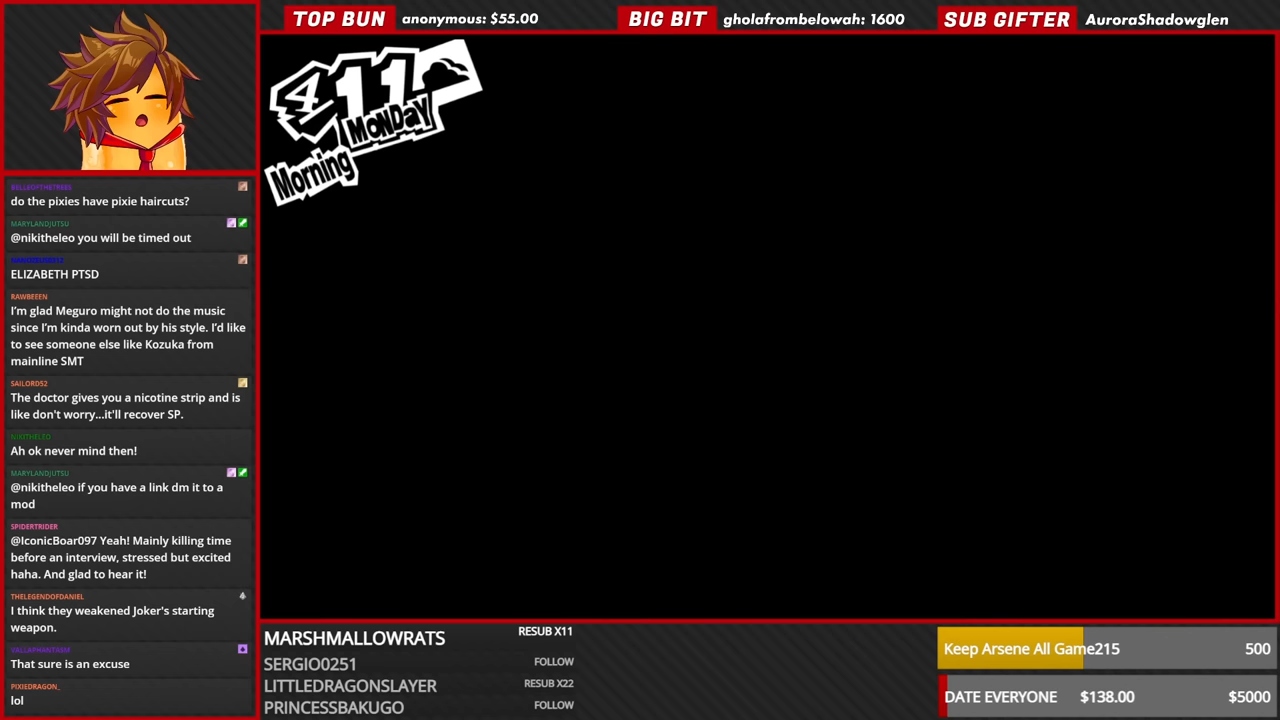 TOP BUN anonymous: $55.00 BIG BIT gholafrombelowah: 1600 SUB GIFTER AuroraShadowglen
4 11
MONDAY
Morning
BELLEOFTHETREES
do the pixies have pixie haircuts?
MARYLANDJUTSU
@nikitheleo you will be timed out
ELIZABETH PTSD
RAWBEEEN
I'm glad Meguro might not do the music
since I'm kinda worn out by his style. I'd like
to see someone else like Kozuka from
mainline SMT
SAILORD52
The doctor gives you a nicotine strip and is
like don't worry...it'll recover SP.
NIKITHELEO
Ah ok never mind then!
MARYLANDJUTSU
@nikitheleo if you have a link dm it to a
mod
SPIDERTRIDER
@IconicBoar097 Yeah! Mainly killing time
before an interview, stressed but excited
haha. And glad to hear it!
THELEGENDOFDANIEL
I think they weakened Joker's starting
weapon.
That sure is an excuse
PIXIEDRAGON_
lol
MARSHMALLOWRATS RESUB X11
SERGIO0251 FOLLOW
LITTLEDRAGONSLAYER RESUB X22
PRINCESSBAKUGO FOLLOW
Keep Arsene All Game215 500
DATE EVERYONE $138.00 $5000